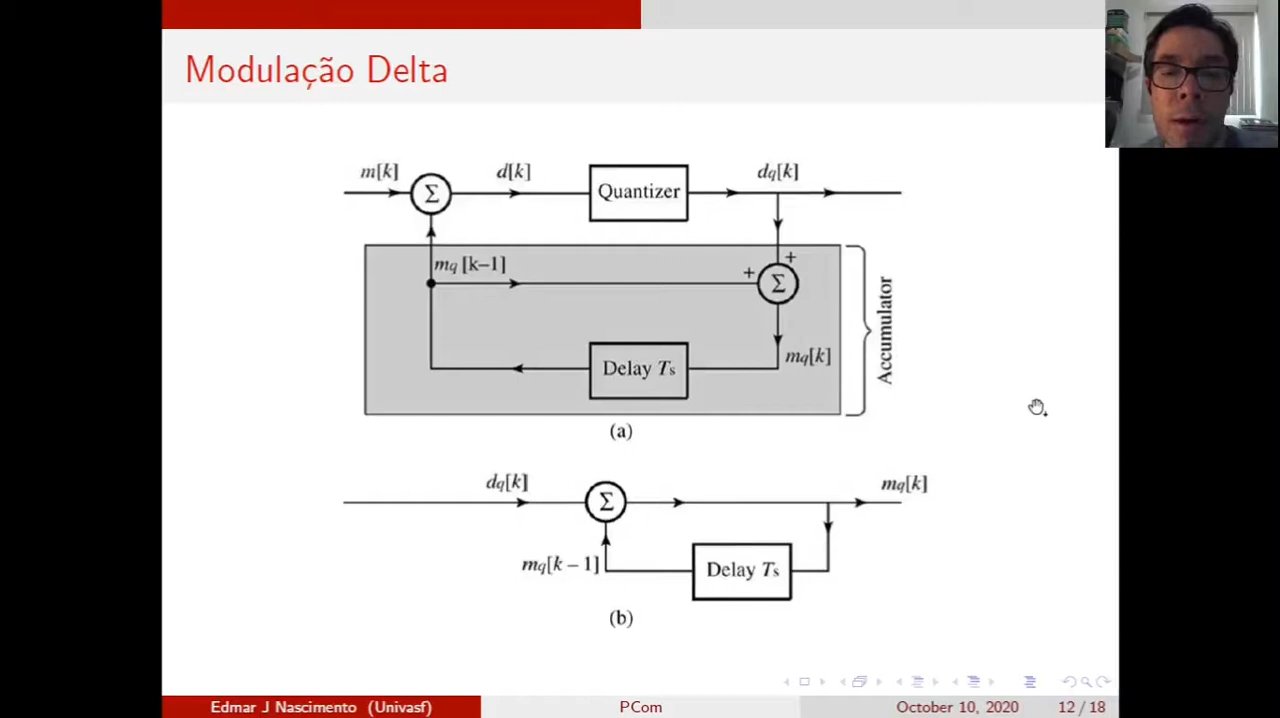 Modulação Delta
m[k]
d[k]
Quantizer
dq[k]
Σ
mq [k–1]
+
+
Σ
Delay Ts
mq[k]
Accumulator
(a)
dq[k]
Σ
mq[k]
mq[k – 1]
Delay Ts
(b)
Edmar J Nascimento (Univasf)
PCom
October 10, 2020
12 / 18